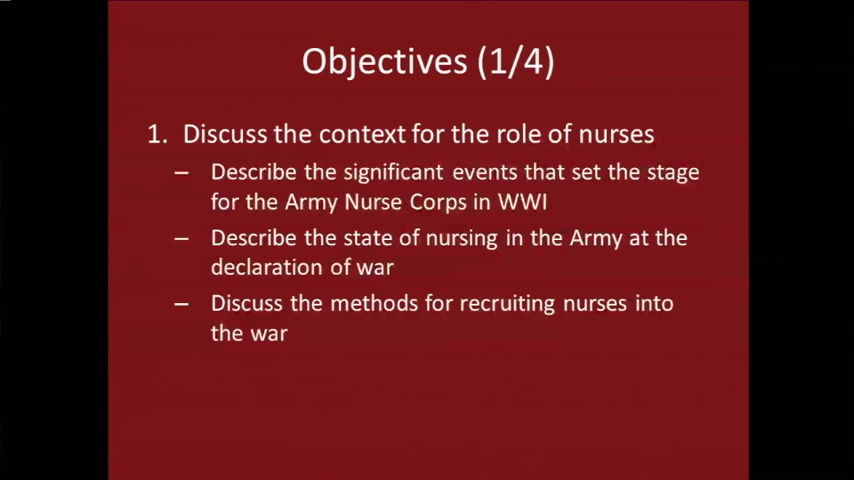 Objectives (1/4)
1. Discuss the context for the role of nurses
– Describe the significant events that set the stage
for the Army Nurse Corps in WWI
– Describe the state of nursing in the Army at the
declaration of war
– Discuss the methods for recruiting nurses into
the war